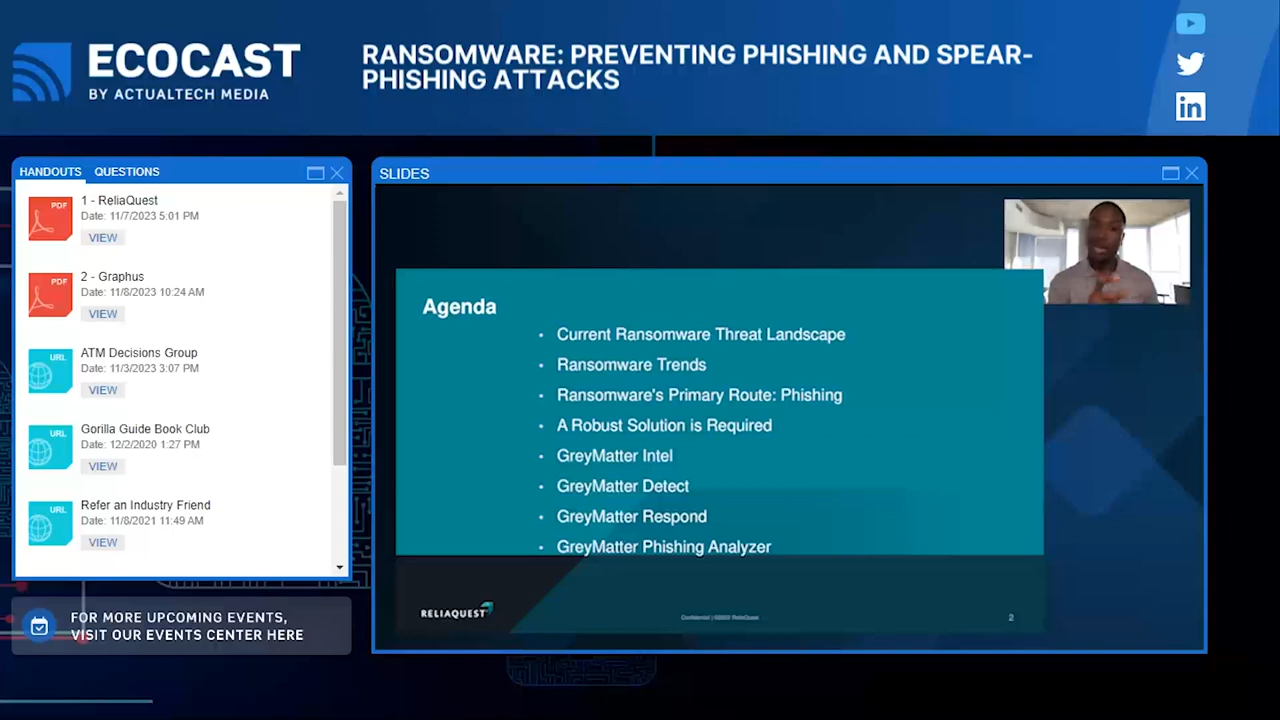 ECOCAST
BY ACTUALTECH MEDIA
RANSOMWARE: PREVENTING PHISHING AND SPEAR-
PHISHING ATTACKS
HANDOUTS QUESTIONS
PDF
1 - ReliaQuest
Date: 11/7/2023 5:01 PM
VIEW
PDF
2 - Graphus
Date: 11/8/2023 10:24 AM
VIEW
URL
ATM Decisions Group
Date: 11/3/2023 3:07 PM
VIEW
URL
Gorilla Guide Book Club
Date: 12/2/2020 1:27 PM
VIEW
URL
Refer an Industry Friend
Date: 11/8/2021 11:49 AM
VIEW
FOR MORE UPCOMING EVENTS,
VISIT OUR EVENTS CENTER HERE
SLIDES
Agenda
• Current Ransomware Threat Landscape
• Ransomware Trends
• Ransomware's Primary Route: Phishing
• A Robust Solution is Required
• GreyMatter Intel
• GreyMatter Detect
• GreyMatter Respond
• GreyMatter Phishing Analyzer
RELIAQUEST
Confidential |
2